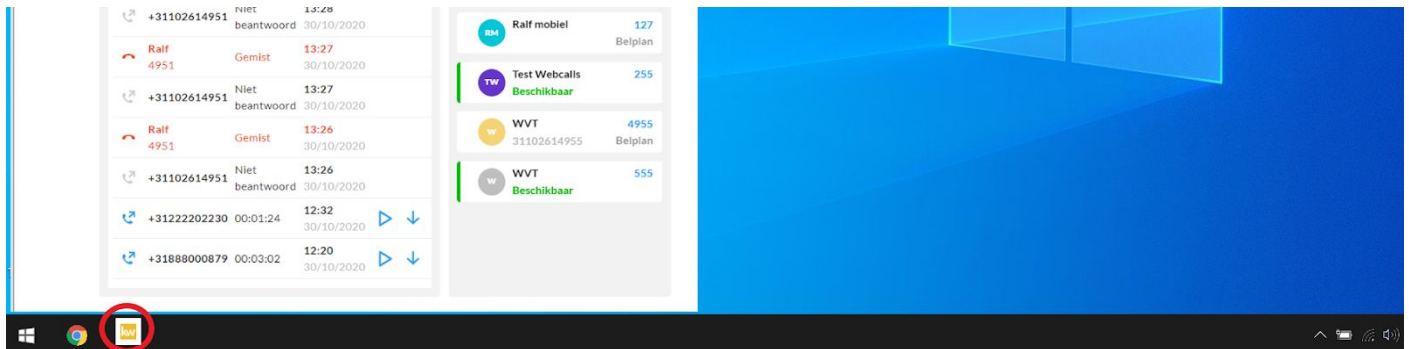 +31102614951 Niet beantwoord 13:28 30/10/2020
Ralf 4951 Gemist 13:27 30/10/2020
+31102614951 Niet beantwoord 13:27 30/10/2020
Ralf 4951 Gemist 13:26 30/10/2020
+31102614951 Niet beantwoord 13:26 30/10/2020
+31222202230 00:01:24 12:32 30/10/2020
+31888000879 00:03:02 12:20 30/10/2020
RM Ralf mobiel 127 Belplan
TW Test Webcalls 255 Beschikbaar
W WVT 4955 31102614955 Belplan
W WVT 555 Beschikbaar
kw